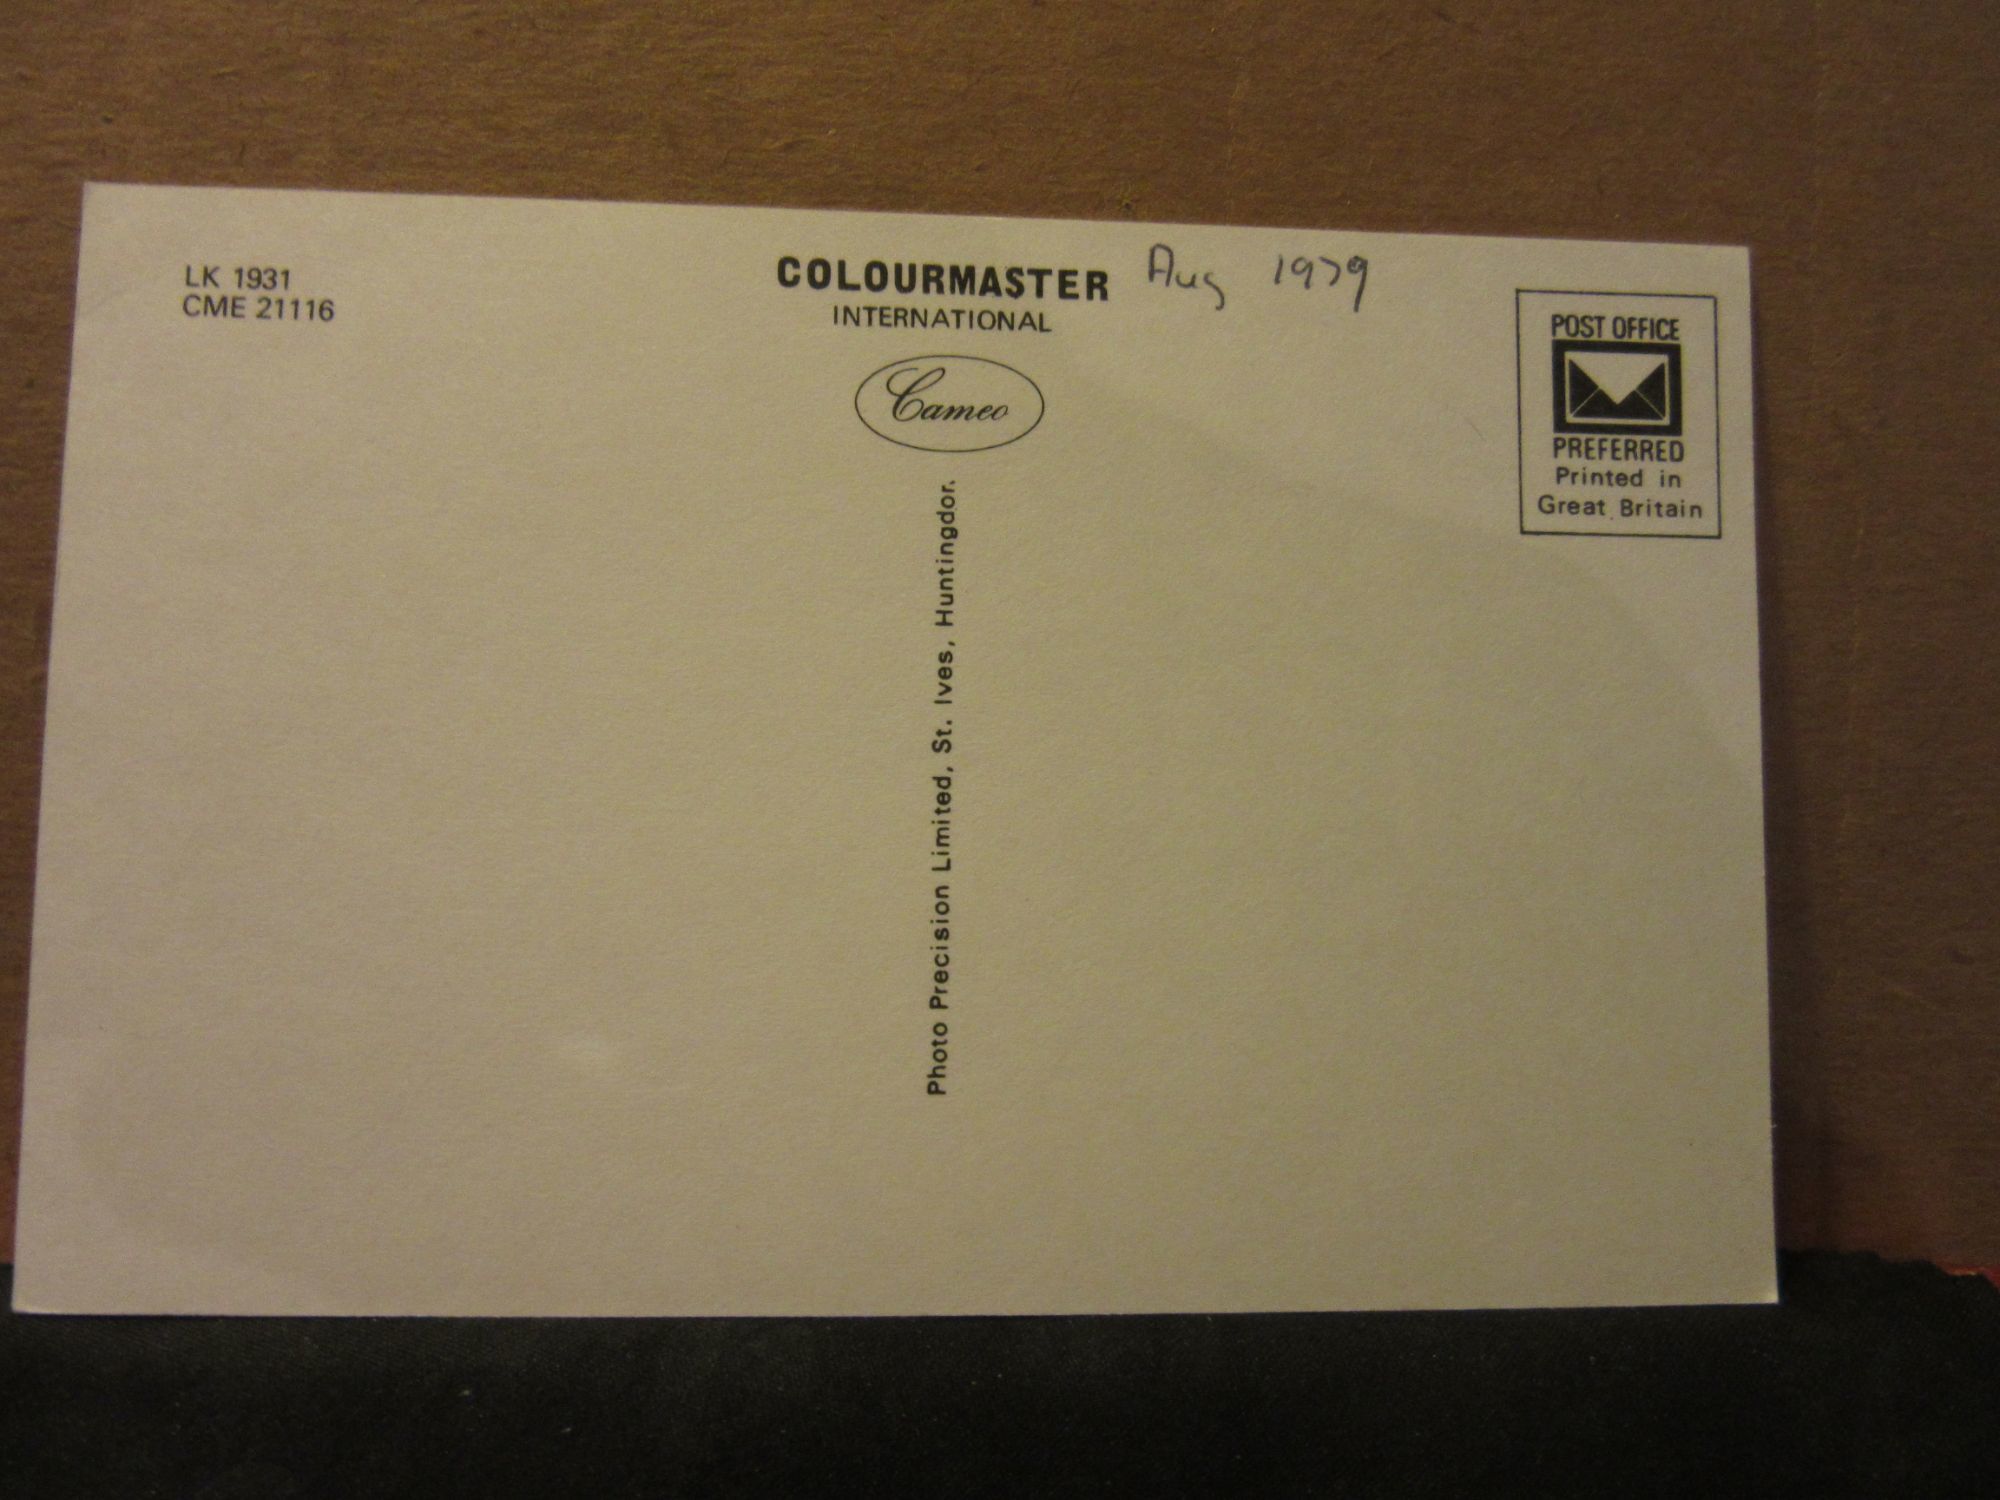 LK 1931
CME 21116
COLOURMASTER
INTERNATIONAL
Cameo
Aug 1979
POST OFFICE
PREFERRED
Printed in
Great Britain
Photo Precision Limited, St. Ives, Huntingdon.